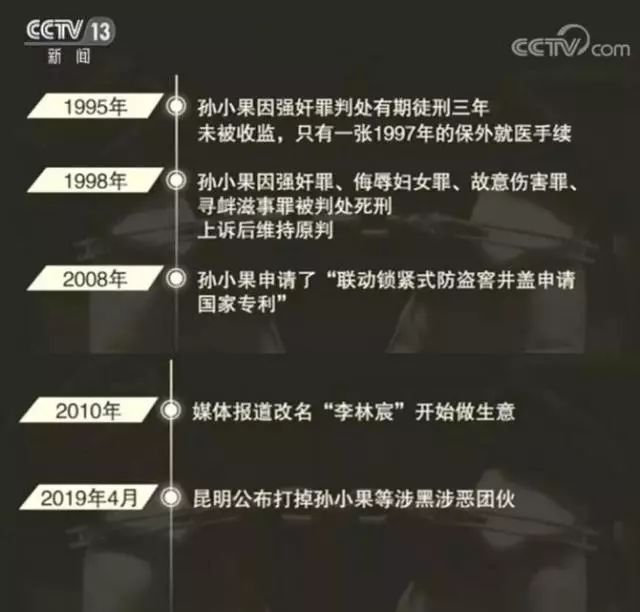 CCTV 13
新闻
CCTV.com
1995年
孙小果因强奸罪判处有期徒刑三年
未被收监，只有一张1997年的保外就医手续
1998年
孙小果因强奸罪、侮辱妇女罪、故意伤害罪、
寻衅滋事罪被判处死刑
上诉后维持原判
2008年
孙小果申请了“联动锁紧式防盗窨井盖申请
国家专利”
2010年
媒体报道改名“李林宸”开始做生意
2019年4月
昆明公布打掉孙小果等涉黑涉恶团伙